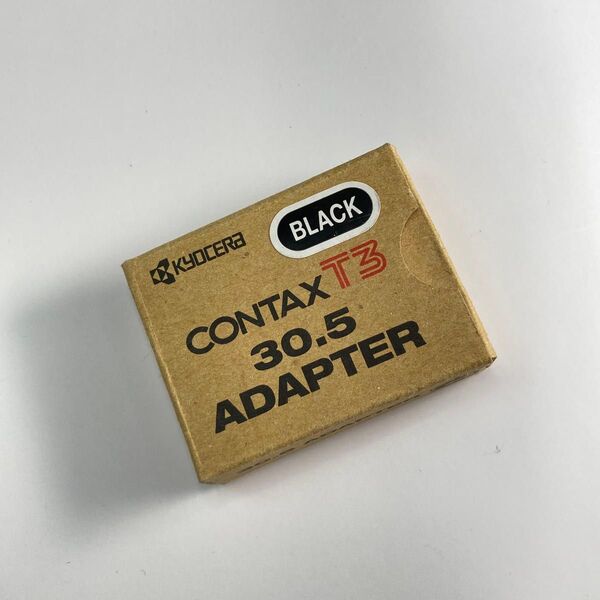 BLACK
KYOCERA
CONTAX T3
30.5
ADAPTER